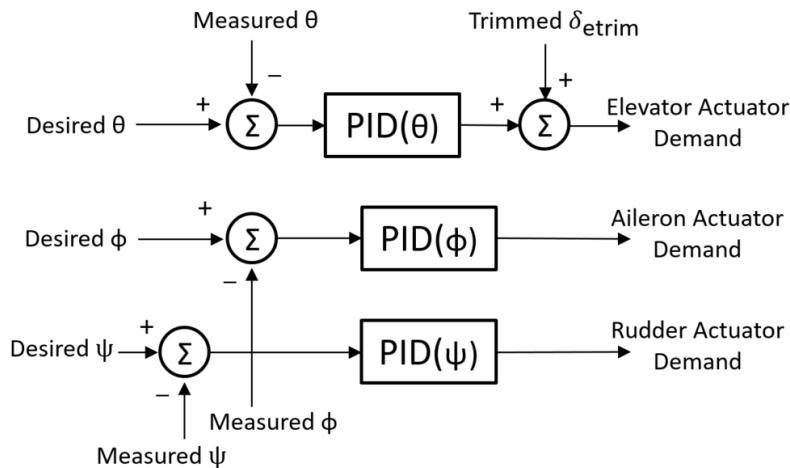 Measured θ
Trimmed δetrim
−
+
+
+
Desired θ
Σ
PID(θ)
Σ
Elevator Actuator
Demand
+
Desired ϕ
Σ
PID(ϕ)
Aileron Actuator
Demand
−
+
Desired ψ
Σ
PID(ψ)
Rudder Actuator
Demand
−
Measured ϕ
Measured ψ